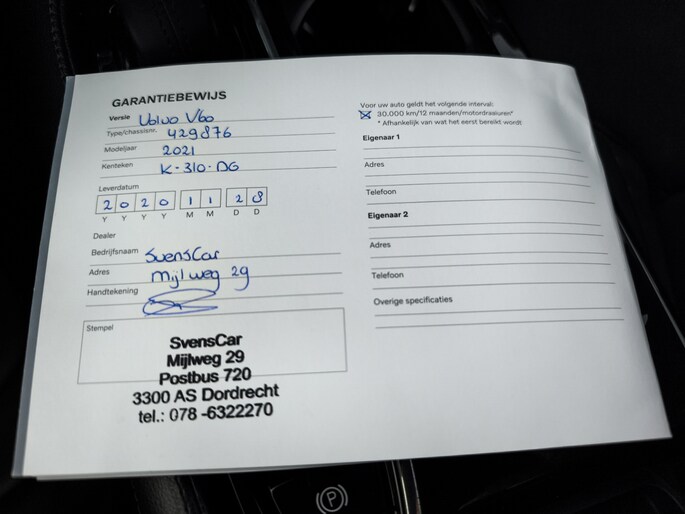 GARANTIEBEWIJS
Versie Volvo V60
Type/chassisnr. 429876
Modeljaar 2021
Kenteken K-310-DG
Leverdatum
2 0 2 0 1 1 2 8
Y Y Y Y M M D D
Dealer
Bedrijfsnaam SvensCar
Adres Mijlweg 29
Handtekening
Stempel
SvensCar
Mijlweg 29
Postbus 720
3300 AS Dordrecht
tel.: 078 -6322270
Voor uw auto geldt het volgende interval:
30.000 km/12 maanden/motordraaiuren*
* Afhankelijk van wat het eerst bereikt wordt
Eigenaar 1
Adres
Telefoon
Eigenaar 2
Adres
Telefoon
Overige specificaties
P